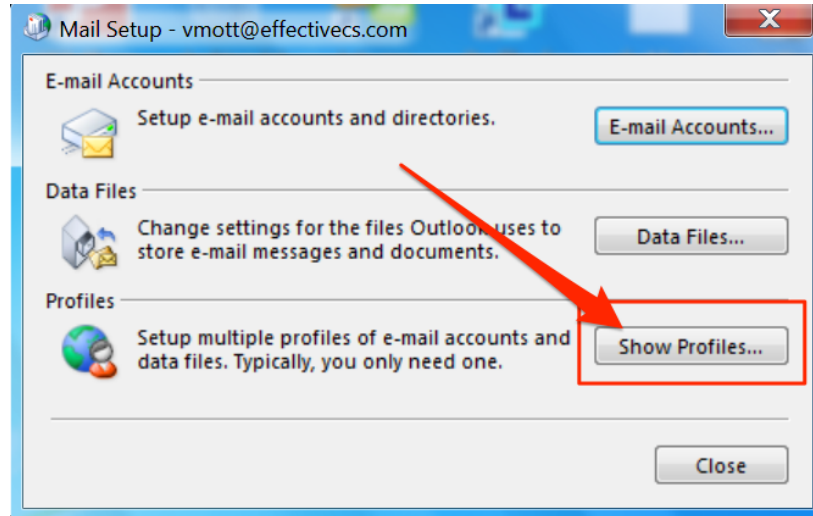 Mail Setup - vmott@effectivecs.com
E-mail Accounts
Setup e-mail accounts and directories.
E-mail Accounts...
Data Files
Change settings for the files Outlook uses to
store e-mail messages and documents.
Data Files...
Profiles
Setup multiple profiles of e-mail accounts and
data files. Typically, you only need one.
Show Profiles...
Close